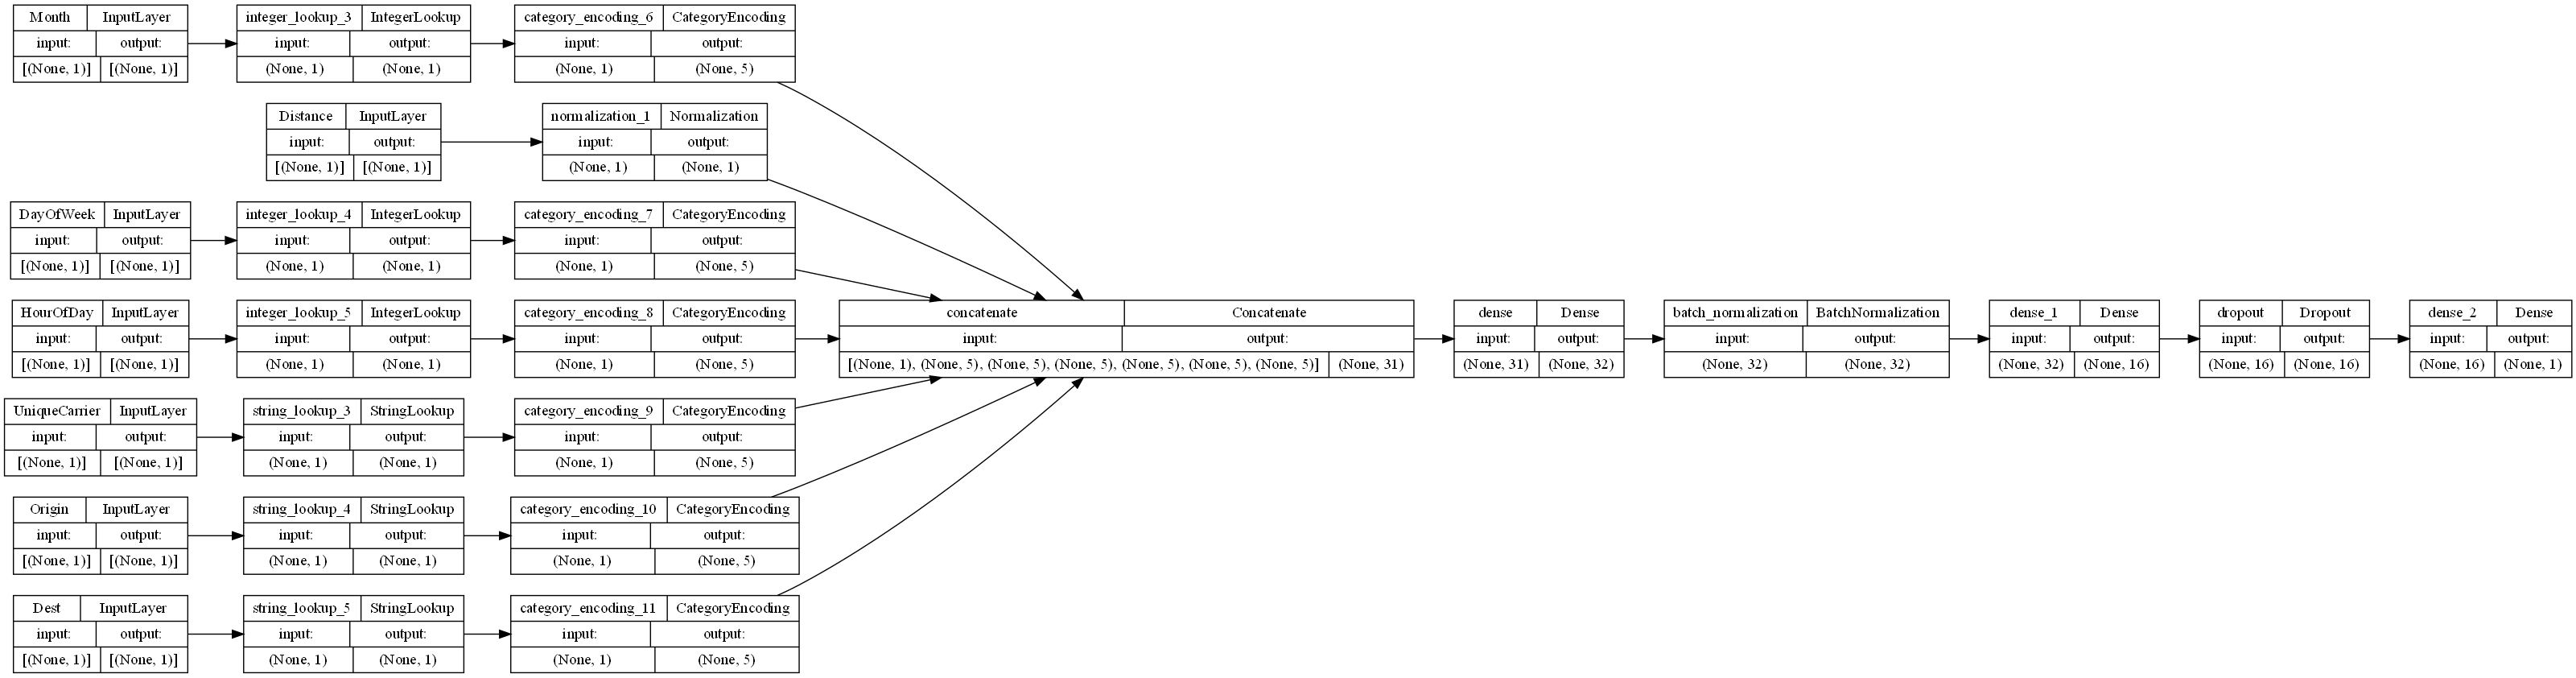 Month InputLayer
input: output:
[(None, 1)] [(None, 1)]
integer_lookup_3 IntegerLookup
input: output:
(None, 1) (None, 1)
category_encoding_6 CategoryEncoding
input: output:
(None, 1) (None, 5)
Distance InputLayer
input: output:
[(None, 1)] [(None, 1)]
normalization_1 Normalization
input: output:
(None, 1) (None, 1)
DayOfWeek InputLayer
input: output:
[(None, 1)] [(None, 1)]
integer_lookup_4 IntegerLookup
input: output:
(None, 1) (None, 1)
category_encoding_7 CategoryEncoding
input: output:
(None, 1) (None, 5)
HourOfDay InputLayer
input: output:
[(None, 1)] [(None, 1)]
integer_lookup_5 IntegerLookup
input: output:
(None, 1) (None, 1)
category_encoding_8 CategoryEncoding
input: output:
(None, 1) (None, 5)
concatenate Concatenate
input: output:
[(None, 1), (None, 5), (None, 5), (None, 5), (None, 5), (None, 5), (None, 5)] (None, 31)
dense Dense
input: output:
(None, 31) (None, 32)
batch_normalization BatchNormalization
input: output:
(None, 32) (None, 32)
dense_1 Dense
input: output:
(None, 32) (None, 16)
dropout Dropout
input: output:
(None, 16) (None, 16)
dense_2 Dense
input: output:
(None, 16) (None, 1)
UniqueCarrier InputLayer
input: output:
[(None, 1)] [(None, 1)]
string_lookup_3 StringLookup
input: output:
(None, 1) (None, 1)
category_encoding_9 CategoryEncoding
input: output:
(None, 1) (None, 5)
Origin InputLayer
input: output:
[(None, 1)] [(None, 1)]
string_lookup_4 StringLookup
input: output:
(None, 1) (None, 1)
category_encoding_10 CategoryEncoding
input: output:
(None, 1) (None, 5)
Dest InputLayer
input: output:
[(None, 1)] [(None, 1)]
string_lookup_5 StringLookup
input: output:
(None, 1) (None, 1)
category_encoding_11 CategoryEncoding
input: output:
(None, 1) (None, 5)